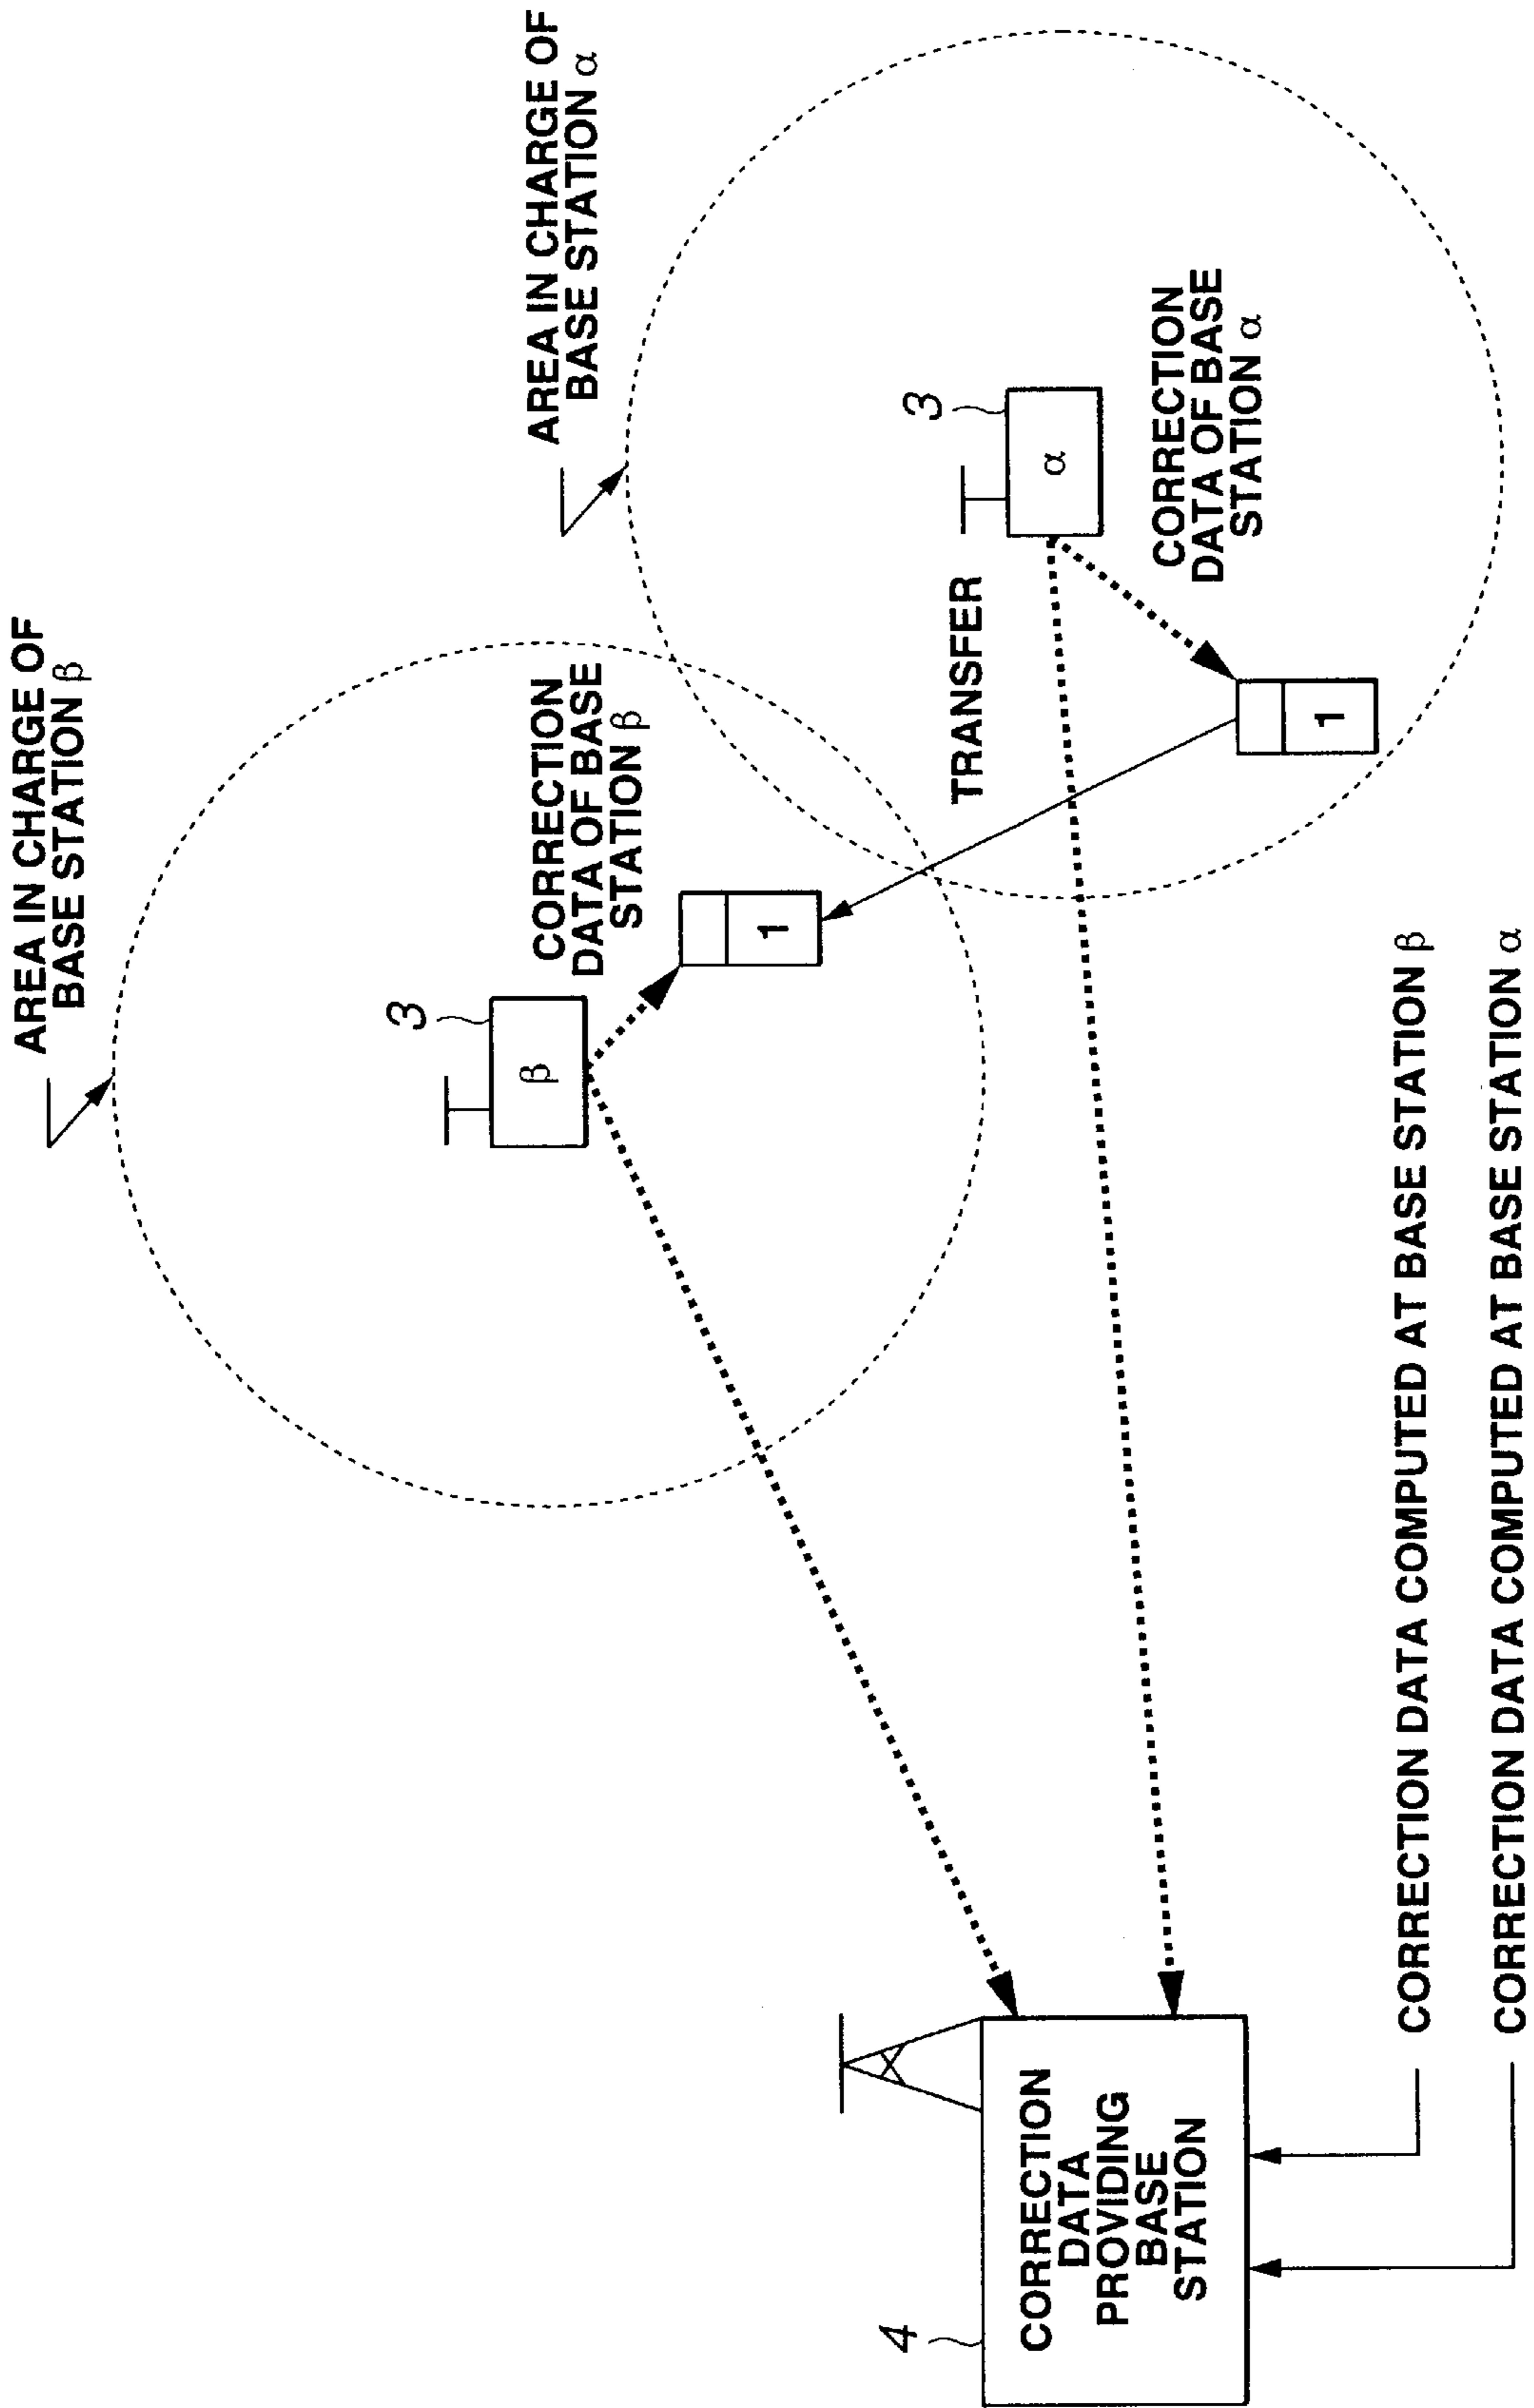 AREA IN CHARGE OF
BASE STATION β
AREA IN CHARGE OF
BASE STATION α
3
β
CORRECTION
DATA OF BASE
STATION β
1
TRANSFER
3
α
CORRECTION
DATA OF BASE
STATION α
1
4
CORRECTION
DATA
PROVIDING
BASE
STATION
CORRECTION DATA COMPUTED AT BASE STATION β
CORRECTION DATA COMPUTED AT BASE STATION α